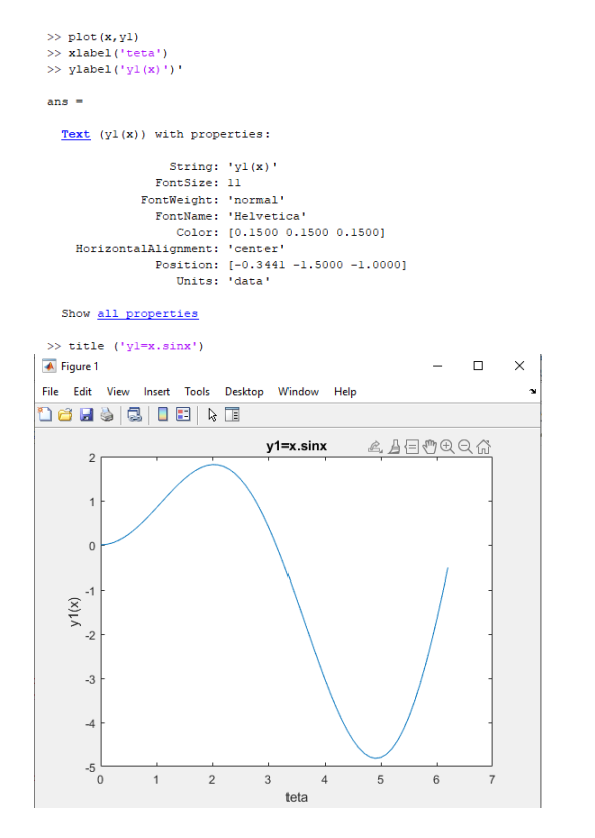 >> plot(x,y1)
>> xlabel('teta')
>> ylabel('y1(x)')'
ans =
Text (y1(x)) with properties:
String: 'y1(x)'
FontSize: 11
FontWeight: 'normal'
FontName: 'Helvetica'
Color: [0.1500 0.1500 0.1500]
HorizontalAlignment: 'center'
Position: [-0.3441 -1.5000 -1.0000]
Units: 'data'
Show all properties
>> title ('y1=x.sinx')
Figure 1
File Edit View Insert Tools Desktop Window Help
y1=x.sinx
2
1
0
-1
-2
-3
-4
-5
y1(x)
0 1 2 3 4 5 6 7
teta